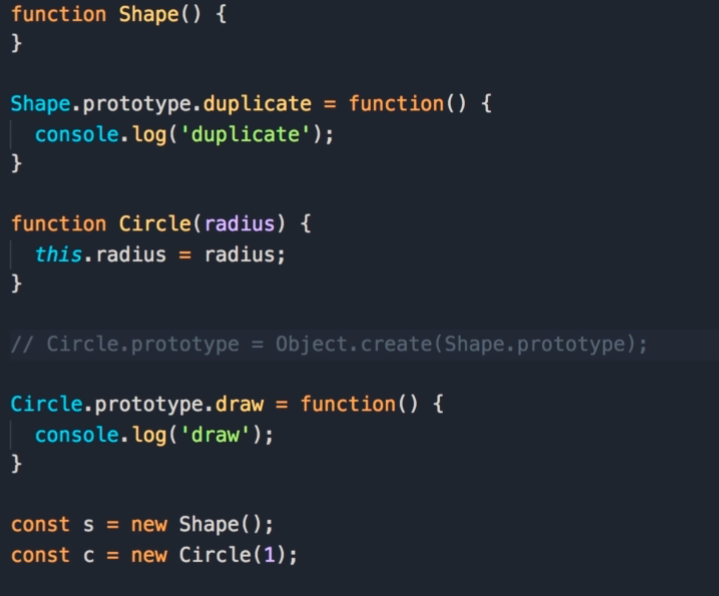 function Shape() {
}
Shape.prototype.duplicate = function() {
  console.log('duplicate');
}
function Circle(radius) {
  this.radius = radius;
}
// Circle.prototype = Object.create(Shape.prototype);
Circle.prototype.draw = function() {
  console.log('draw');
}
const s = new Shape();
const c = new Circle(1);